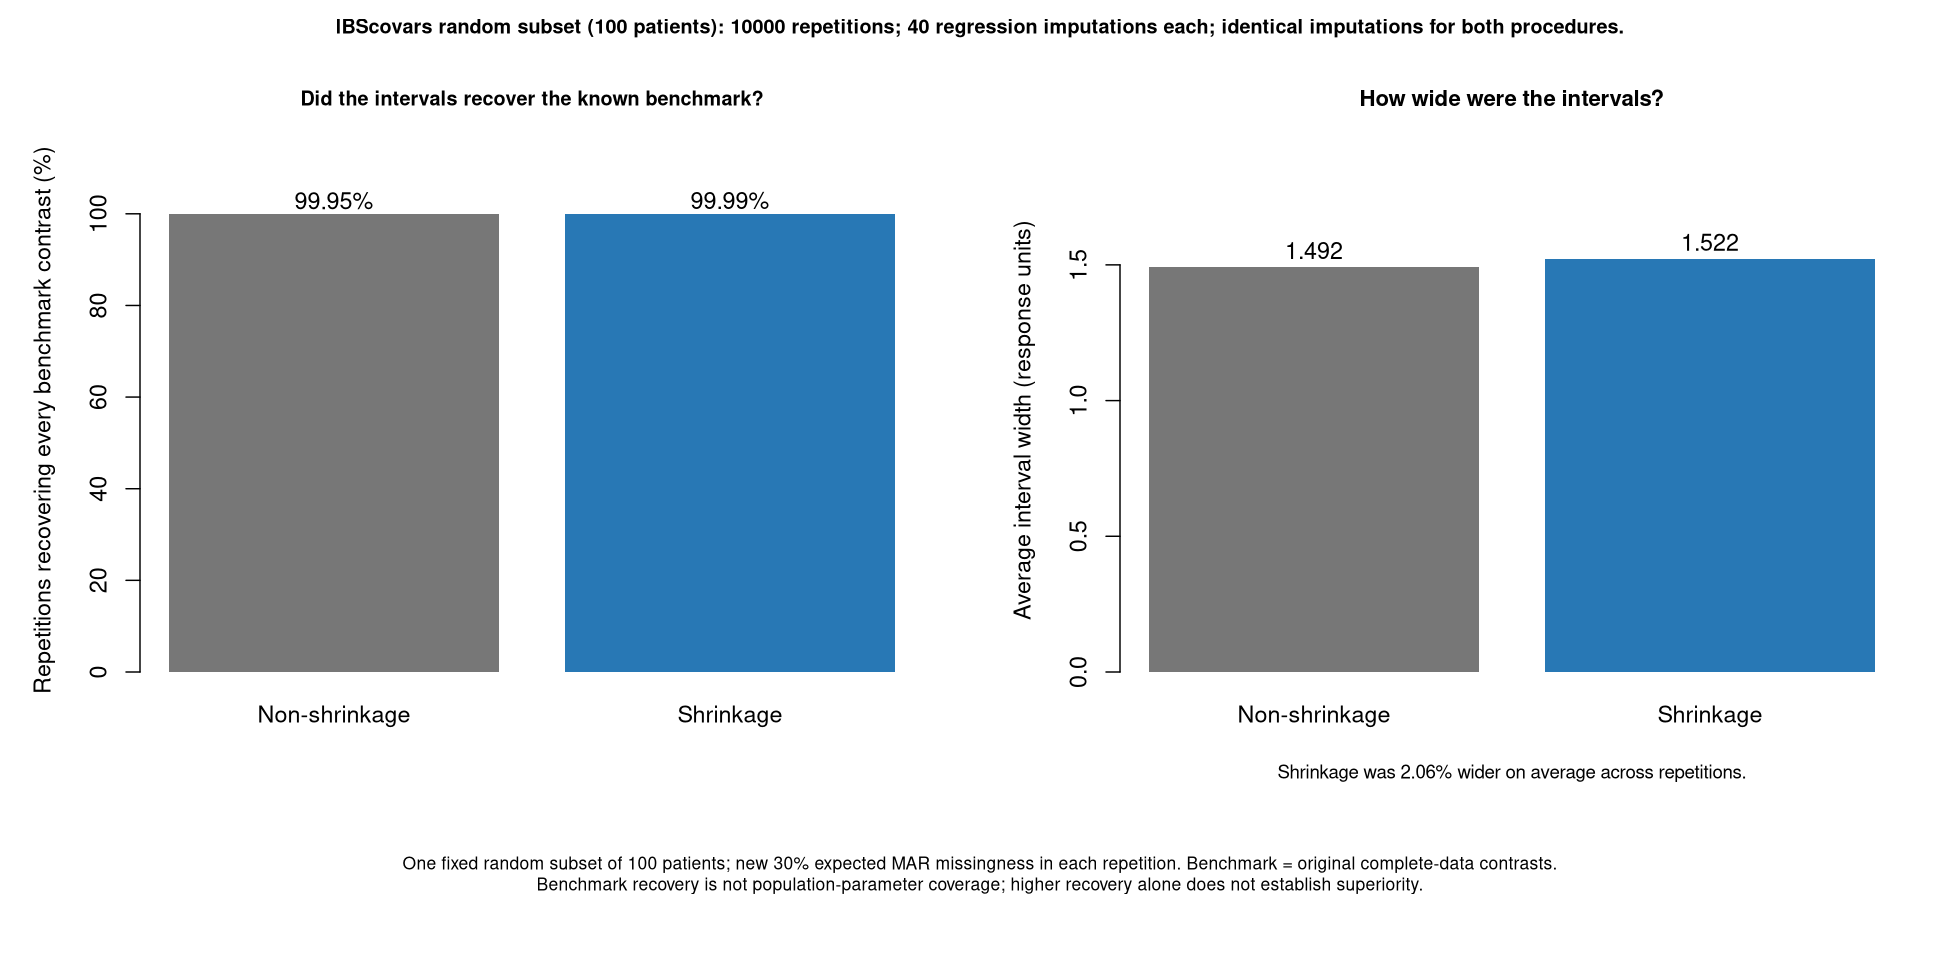 IBScovars random subset (100 patients): 10000 repetitions; 40 regression imputations each; identical imputations for both procedures.
Did the intervals recover the known benchmark?
Repetitions recovering every benchmark contrast (%)
100
80
60
40
20
0
99.95%
99.99%
Non-shrinkage
Shrinkage
How wide were the intervals?
Average interval width (response units)
1.5
1.0
0.5
0.0
1.492
1.522
Non-shrinkage
Shrinkage
Shrinkage was 2.06% wider on average across repetitions.
One fixed random subset of 100 patients; new 30% expected MAR missingness in each repetition. Benchmark = original complete-data contrasts.
Benchmark recovery is not population-parameter coverage; higher recovery alone does not establish superiority.